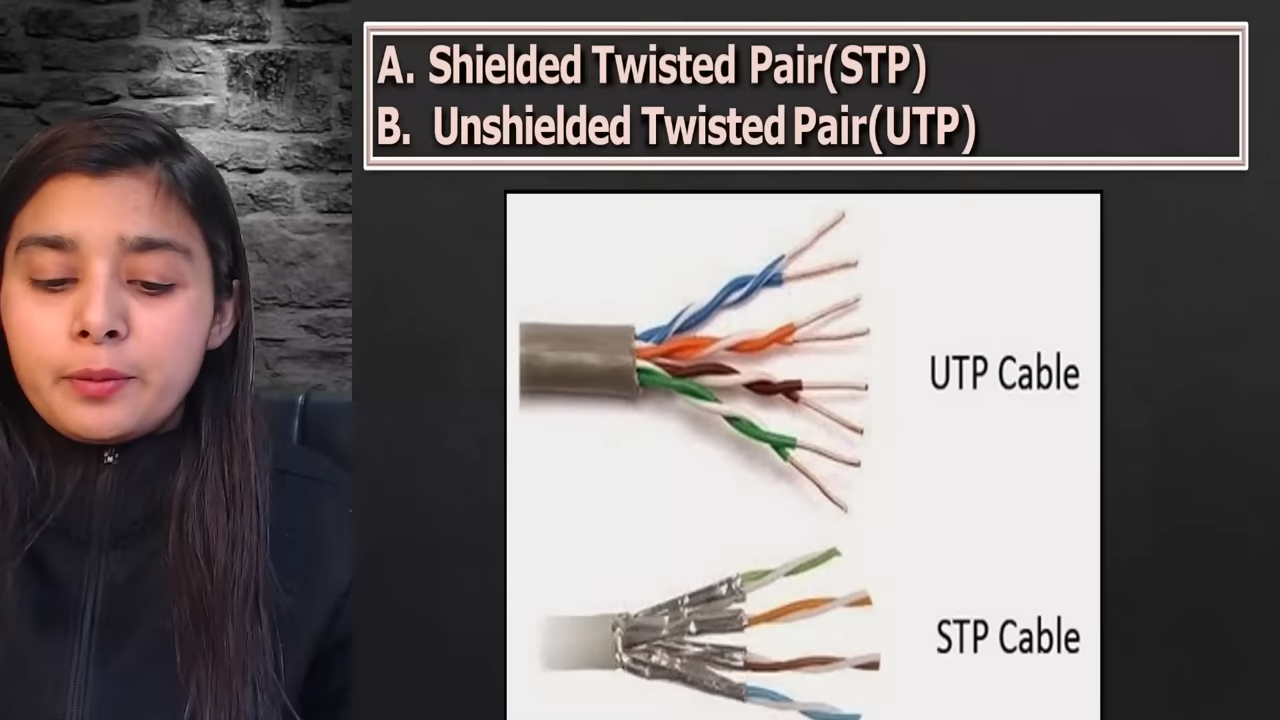 A. Shielded Twisted Pair(STP)
B. Unshielded Twisted Pair(UTP)
UTP Cable
STP Cable